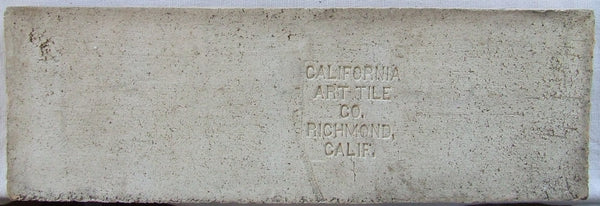 CALIFORNIA
ART TILE
CO.
RICHMOND,
CALIF.